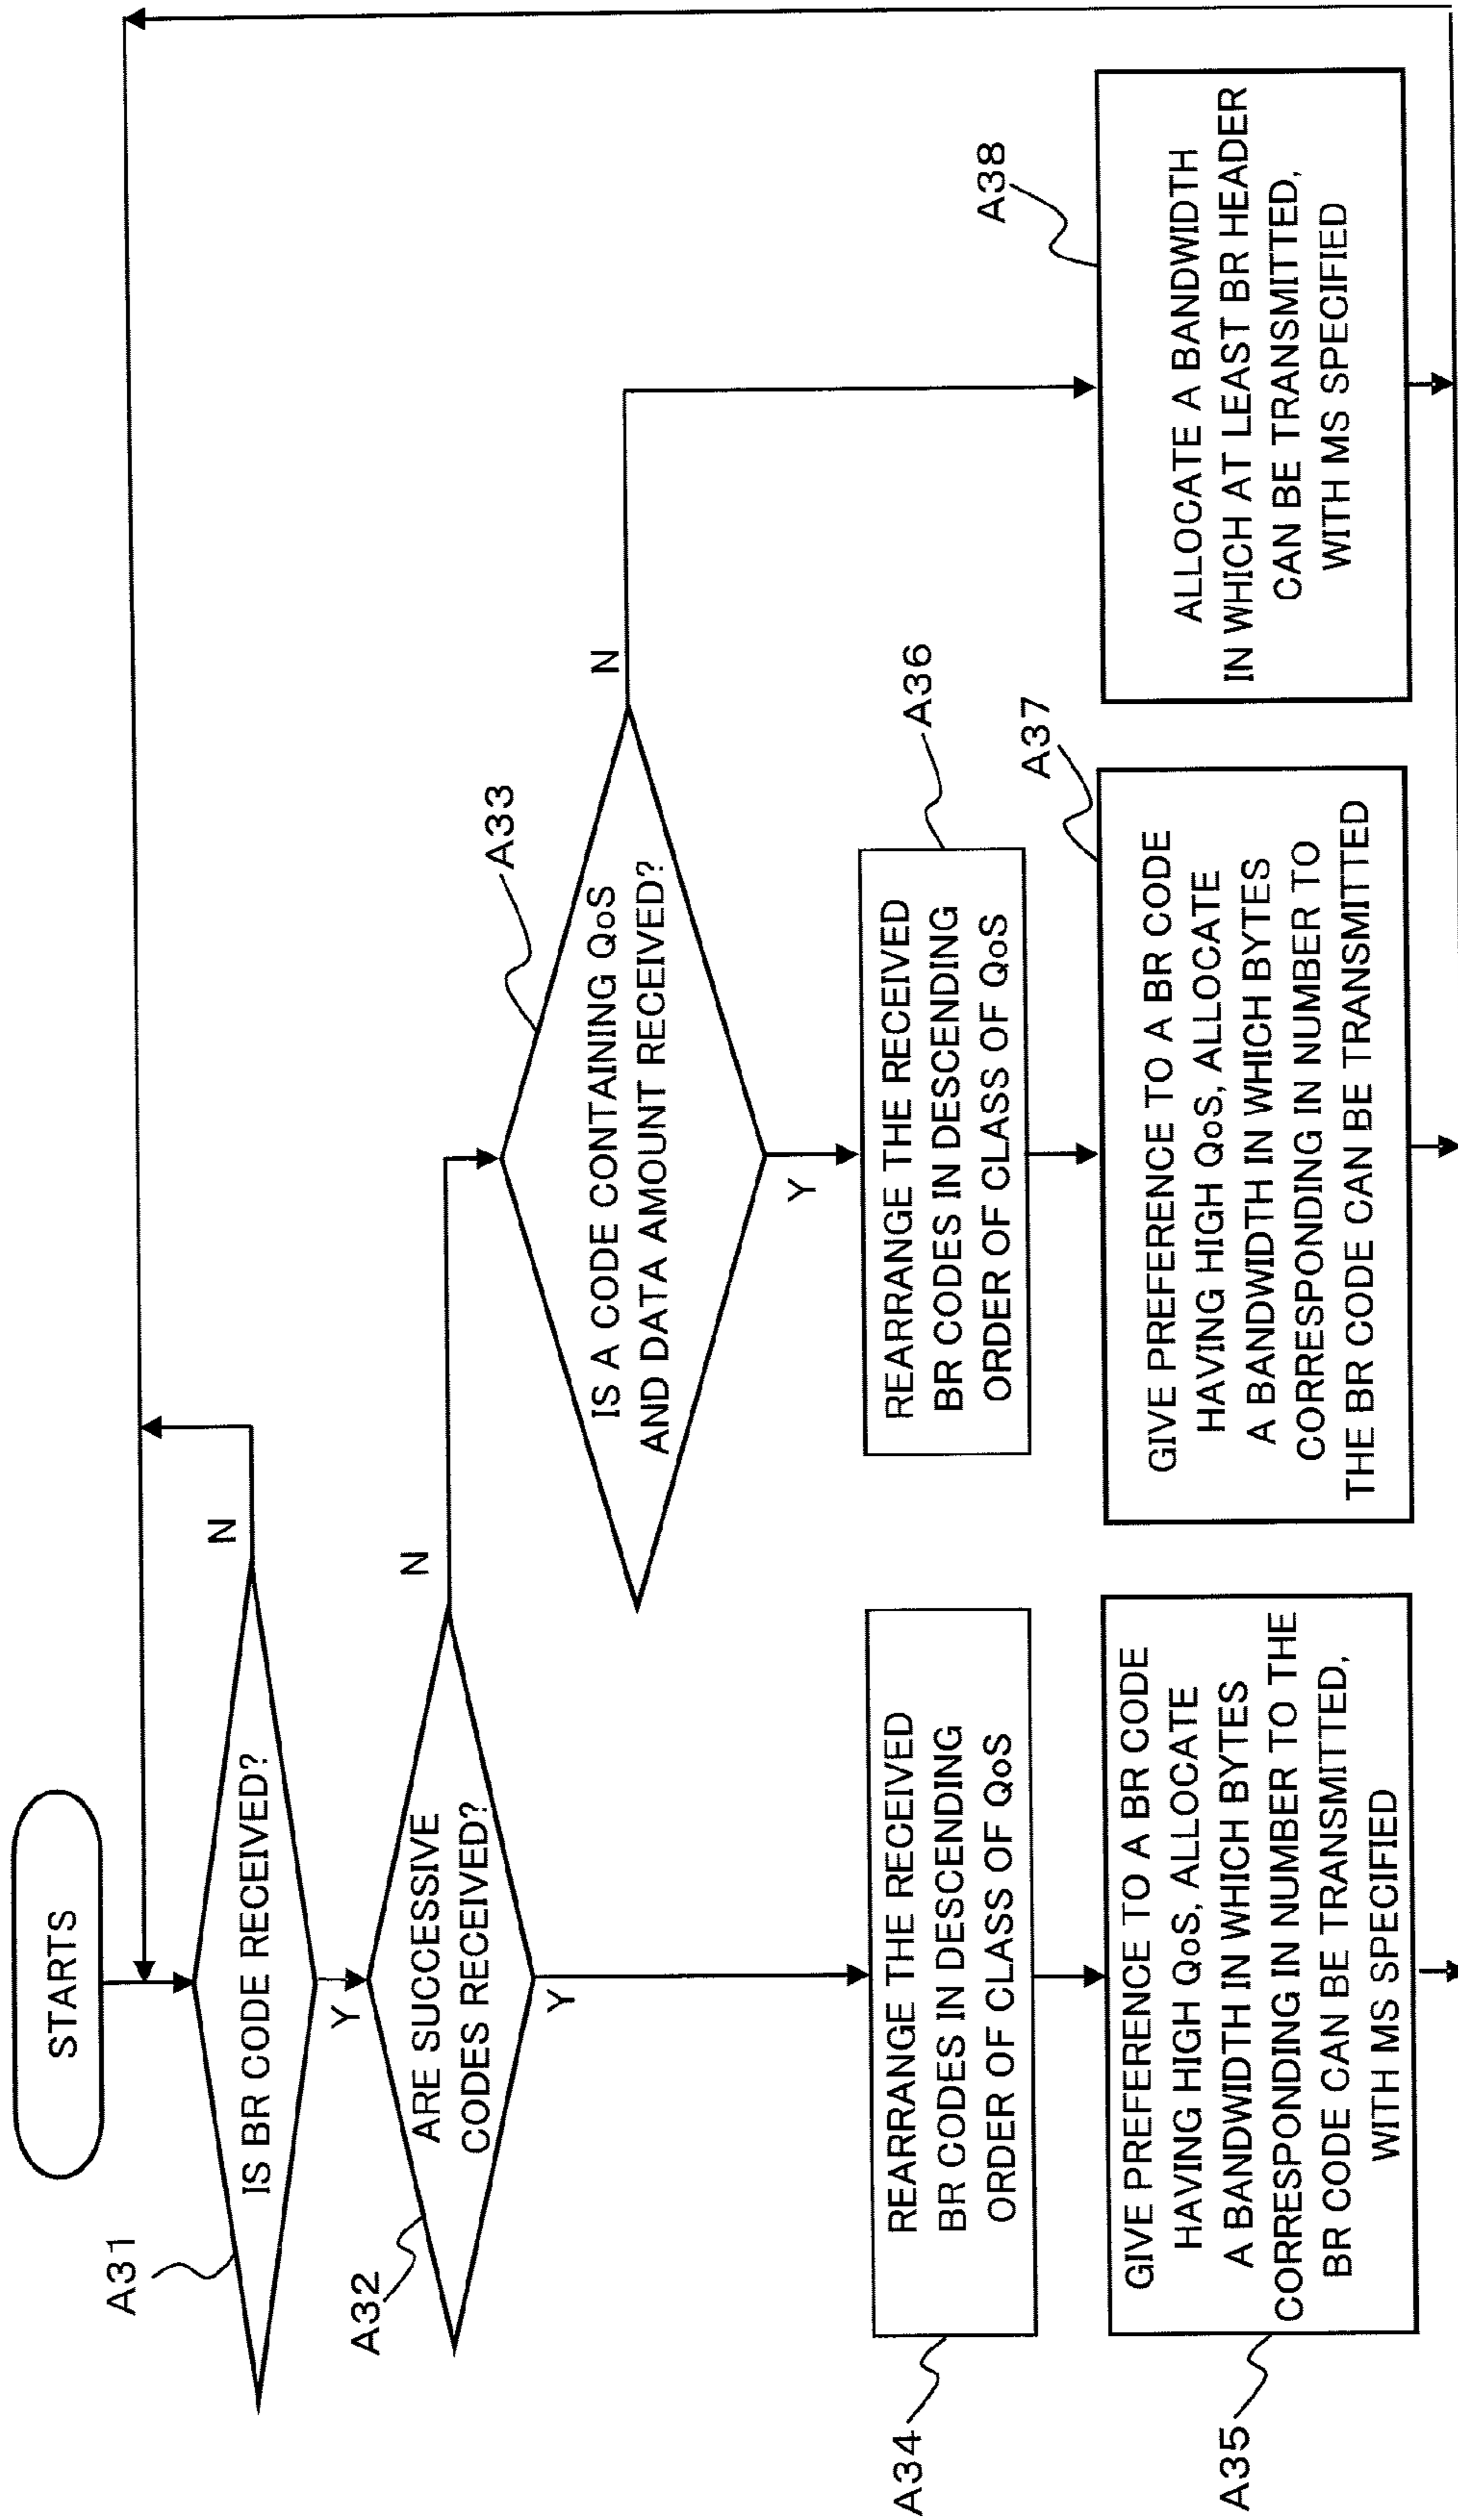 STARTS
A31
IS BR CODE RECEIVED?
N
Y
A32
ARE SUCCESSIVE
CODES RECEIVED?
N
Y
A33
IS A CODE CONTAINING QoS
AND DATA AMOUNT RECEIVED?
N
Y
A34
REARRANGE THE RECEIVED
BR CODES IN DESCENDING
ORDER OF CLASS OF QoS
A35
GIVE PREFERENCE TO A BR CODE
HAVING HIGH QoS, ALLOCATE
A BANDWIDTH IN WHICH BYTES
CORRESPONDING IN NUMBER TO THE
BR CODE CAN BE TRANSMITTED,
WITH MS SPECIFIED
A36
REARRANGE THE RECEIVED
BR CODES IN DESCENDING
ORDER OF CLASS OF QoS
A37
GIVE PREFERENCE TO A BR CODE
HAVING HIGH QoS, ALLOCATE
A BANDWIDTH IN WHICH BYTES
CORRESPONDING IN NUMBER TO
THE BR CODE CAN BE TRANSMITTED
A38
ALLOCATE A BANDWIDTH
IN WHICH AT LEAST BR HEADER
CAN BE TRANSMITTED,
WITH MS SPECIFIED